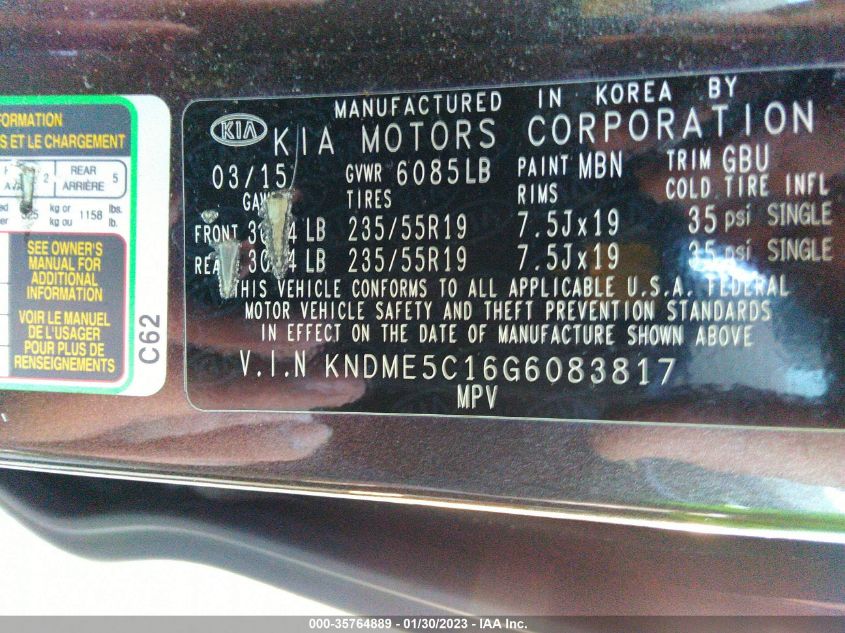 FORMATION
S ET LE CHARGEMENT
2 REAR ARRIÈRE 5
kg or kg ou 1158 lbs. lb.
SEE OWNER'S
MANUAL FOR
ADDITIONAL
INFORMATION
VOIR LE MANUEL
DE L'USAGER
POUR PLUS DE
RENSEIGNEMENTS
C62
MANUFACTURED IN KOREA BY
KIA KIA MOTORS CORPORATION
03/15 GVWR 6085LB PAINT MBN TRIM GBU
TIRES RIMS COLD TIRE INFL
FRONT LB 235/55R19 7.5Jx19 35 psi SINGLE
LB 235/55R19 7.5Jx19 35 psi SINGLE
THIS VEHICLE CONFORMS TO ALL APPLICABLE U.S.A. FEDERAL
MOTOR VEHICLE SAFETY AND THEFT PREVENTION STANDARDS
IN EFFECT ON THE DATE OF MANUFACTURE SHOWN ABOVE
V.I.N KNDME5C16G6083817
MPV
000-35764889 - 01/30/2023 - IAA Inc.